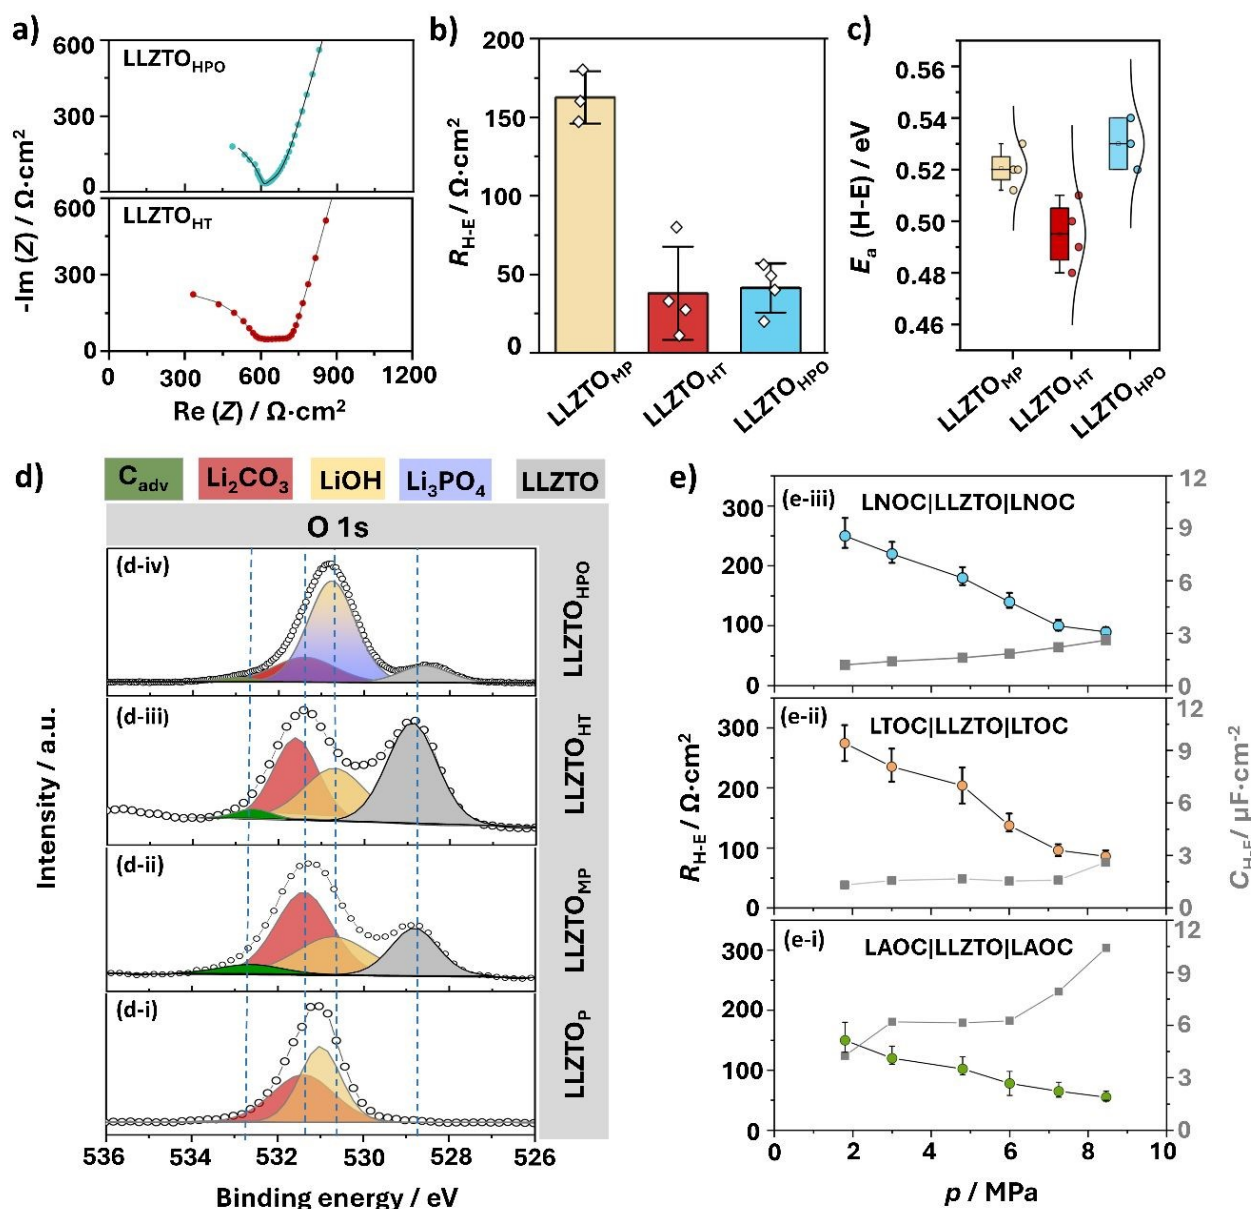 a)
LLZTO_HPO
600
300
0
LLZTO_HT
600
300
0
0 300 600 900 1200
-Im (Z) / Ω·cm²
Re (Z) / Ω·cm²
b)
200
150
100
50
0
R_H-E / Ω·cm²
LLZTO_MP LLZTO_HT LLZTO_HPO
c)
0.56
0.54
0.52
0.50
0.48
0.46
E_a (H-E) / eV
LLZTO_MP LLZTO_HT LLZTO_HPO
d)
C_adv Li₂CO₃ LiOH Li₃PO₄ LLZTO
O 1s
(d-iv)
LLZTO_HPO
(d-iii)
LLZTO_HT
(d-ii)
LLZTO_MP
(d-i)
LLZTO_P
Intensity / a.u.
536 534 532 530 528 526
Binding energy / eV
e)
(e-iii) LNOC|LLZTO|LNOC
300
200
100
0
12
9
6
3
0
(e-ii) LTOC|LLZTO|LTOC
300
200
100
0
12
9
6
3
0
(e-i) LAOC|LLZTO|LAOC
300
200
100
0
12
9
6
3
0
R_H-E / Ω·cm²
C_H-E / µF·cm⁻²
0 2 4 6 8 10
p / MPa